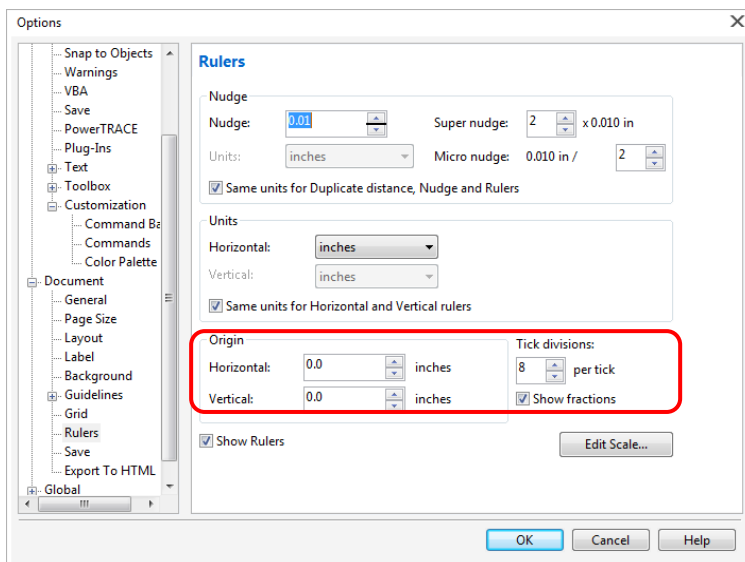 Options
Snap to Objects
Warnings
VBA
Save
PowerTRACE
Plug-Ins
Text
Toolbox
Customization
Command Ba
Commands
Color Palette
Document
General
Page Size
Layout
Label
Background
Guidelines
Grid
Rulers
Save
Export To HTML
Global
Rulers
Nudge
Nudge: 0.01 Super nudge: 2 x 0.010 in
Units: inches Micro nudge: 0.010 in / 2
Same units for Duplicate distance, Nudge and Rulers
Units
Horizontal: inches
Vertical: inches
Same units for Horizontal and Vertical rulers
Origin Tick divisions:
Horizontal: 0.0 inches 8 per tick
Vertical: 0.0 inches Show fractions
Show Rulers Edit Scale...
OK Cancel Help